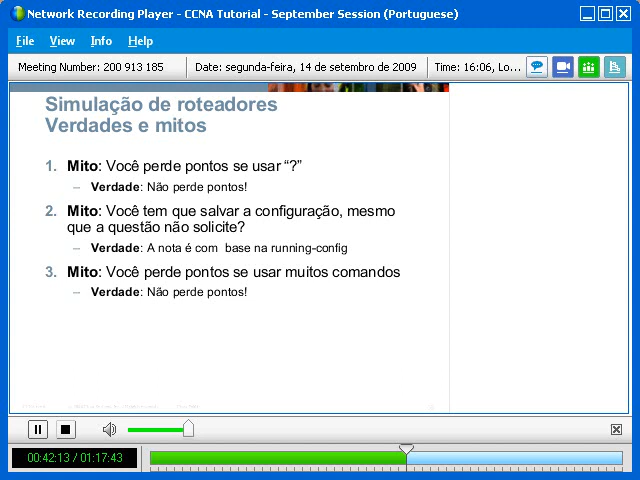 Network Recording Player - CCNA Tutorial - September Session (Portuguese)
File View Info Help
Meeting Number: 200 913 185 Date: segunda-feira, 14 de setembro de 2009 Time: 16:06, Lo...
Simulação de roteadores
Verdades e mitos
1. Mito: Você perde pontos se usar “?”
– Verdade: Não perde pontos!
2. Mito: Você tem que salvar a configuração, mesmo
que a questão não solicite?
– Verdade: A nota é com base na running-config
3. Mito: Você perde pontos se usar muitos comandos
– Verdade: Não perde pontos!
00:42:13 / 01:17:43